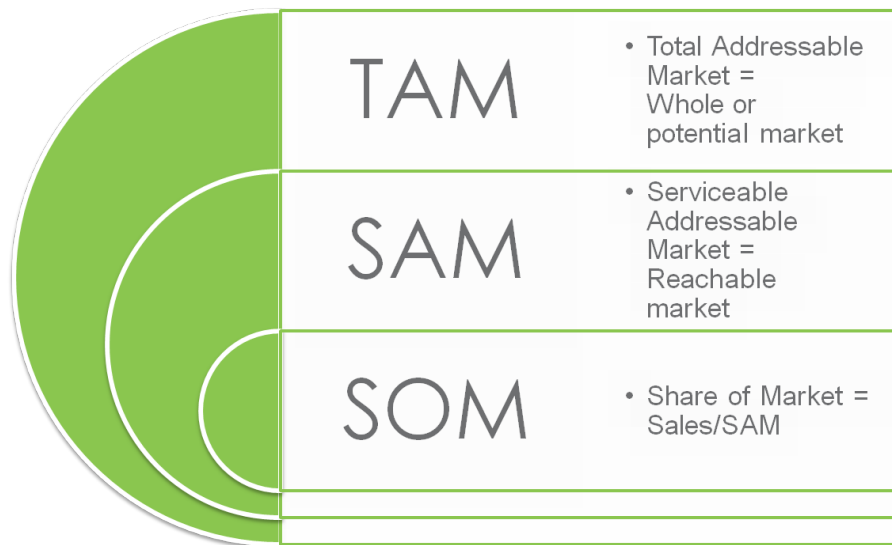 TAM
• Total Addressable
Market =
Whole or
potential market
SAM
• Serviceable
Addressable
Market =
Reachable
market
SOM
• Share of Market =
Sales/SAM